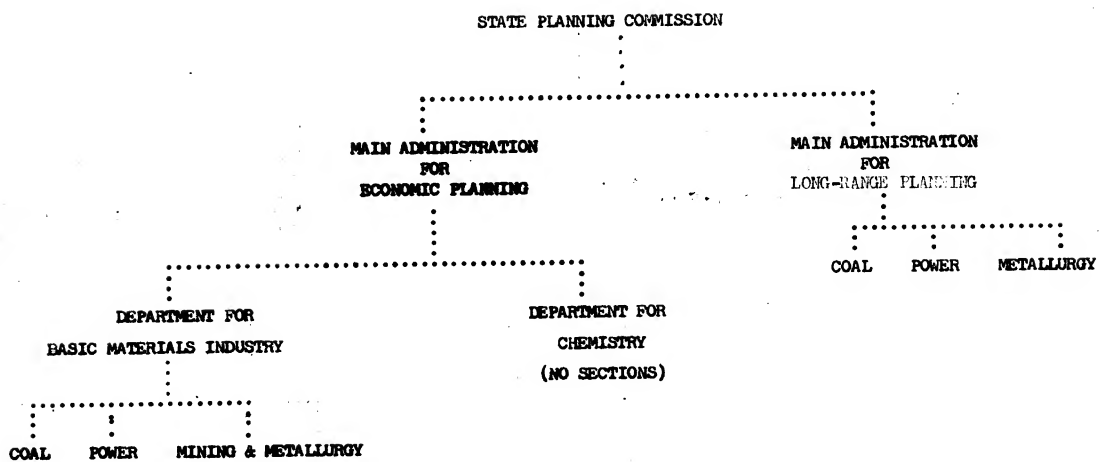 STATE PLANNING COMMISSION
MAIN ADMINISTRATION
FOR
ECONOMIC PLANNING
MAIN ADMINISTRATION
FOR
LONG-RANGE PLANNING
COAL POWER METALLURGY
DEPARTMENT FOR
BASIC MATERIALS INDUSTRY
DEPARTMENT FOR
CHEMISTRY
(NO SECTIONS)
COAL POWER MINING & METALLURGY